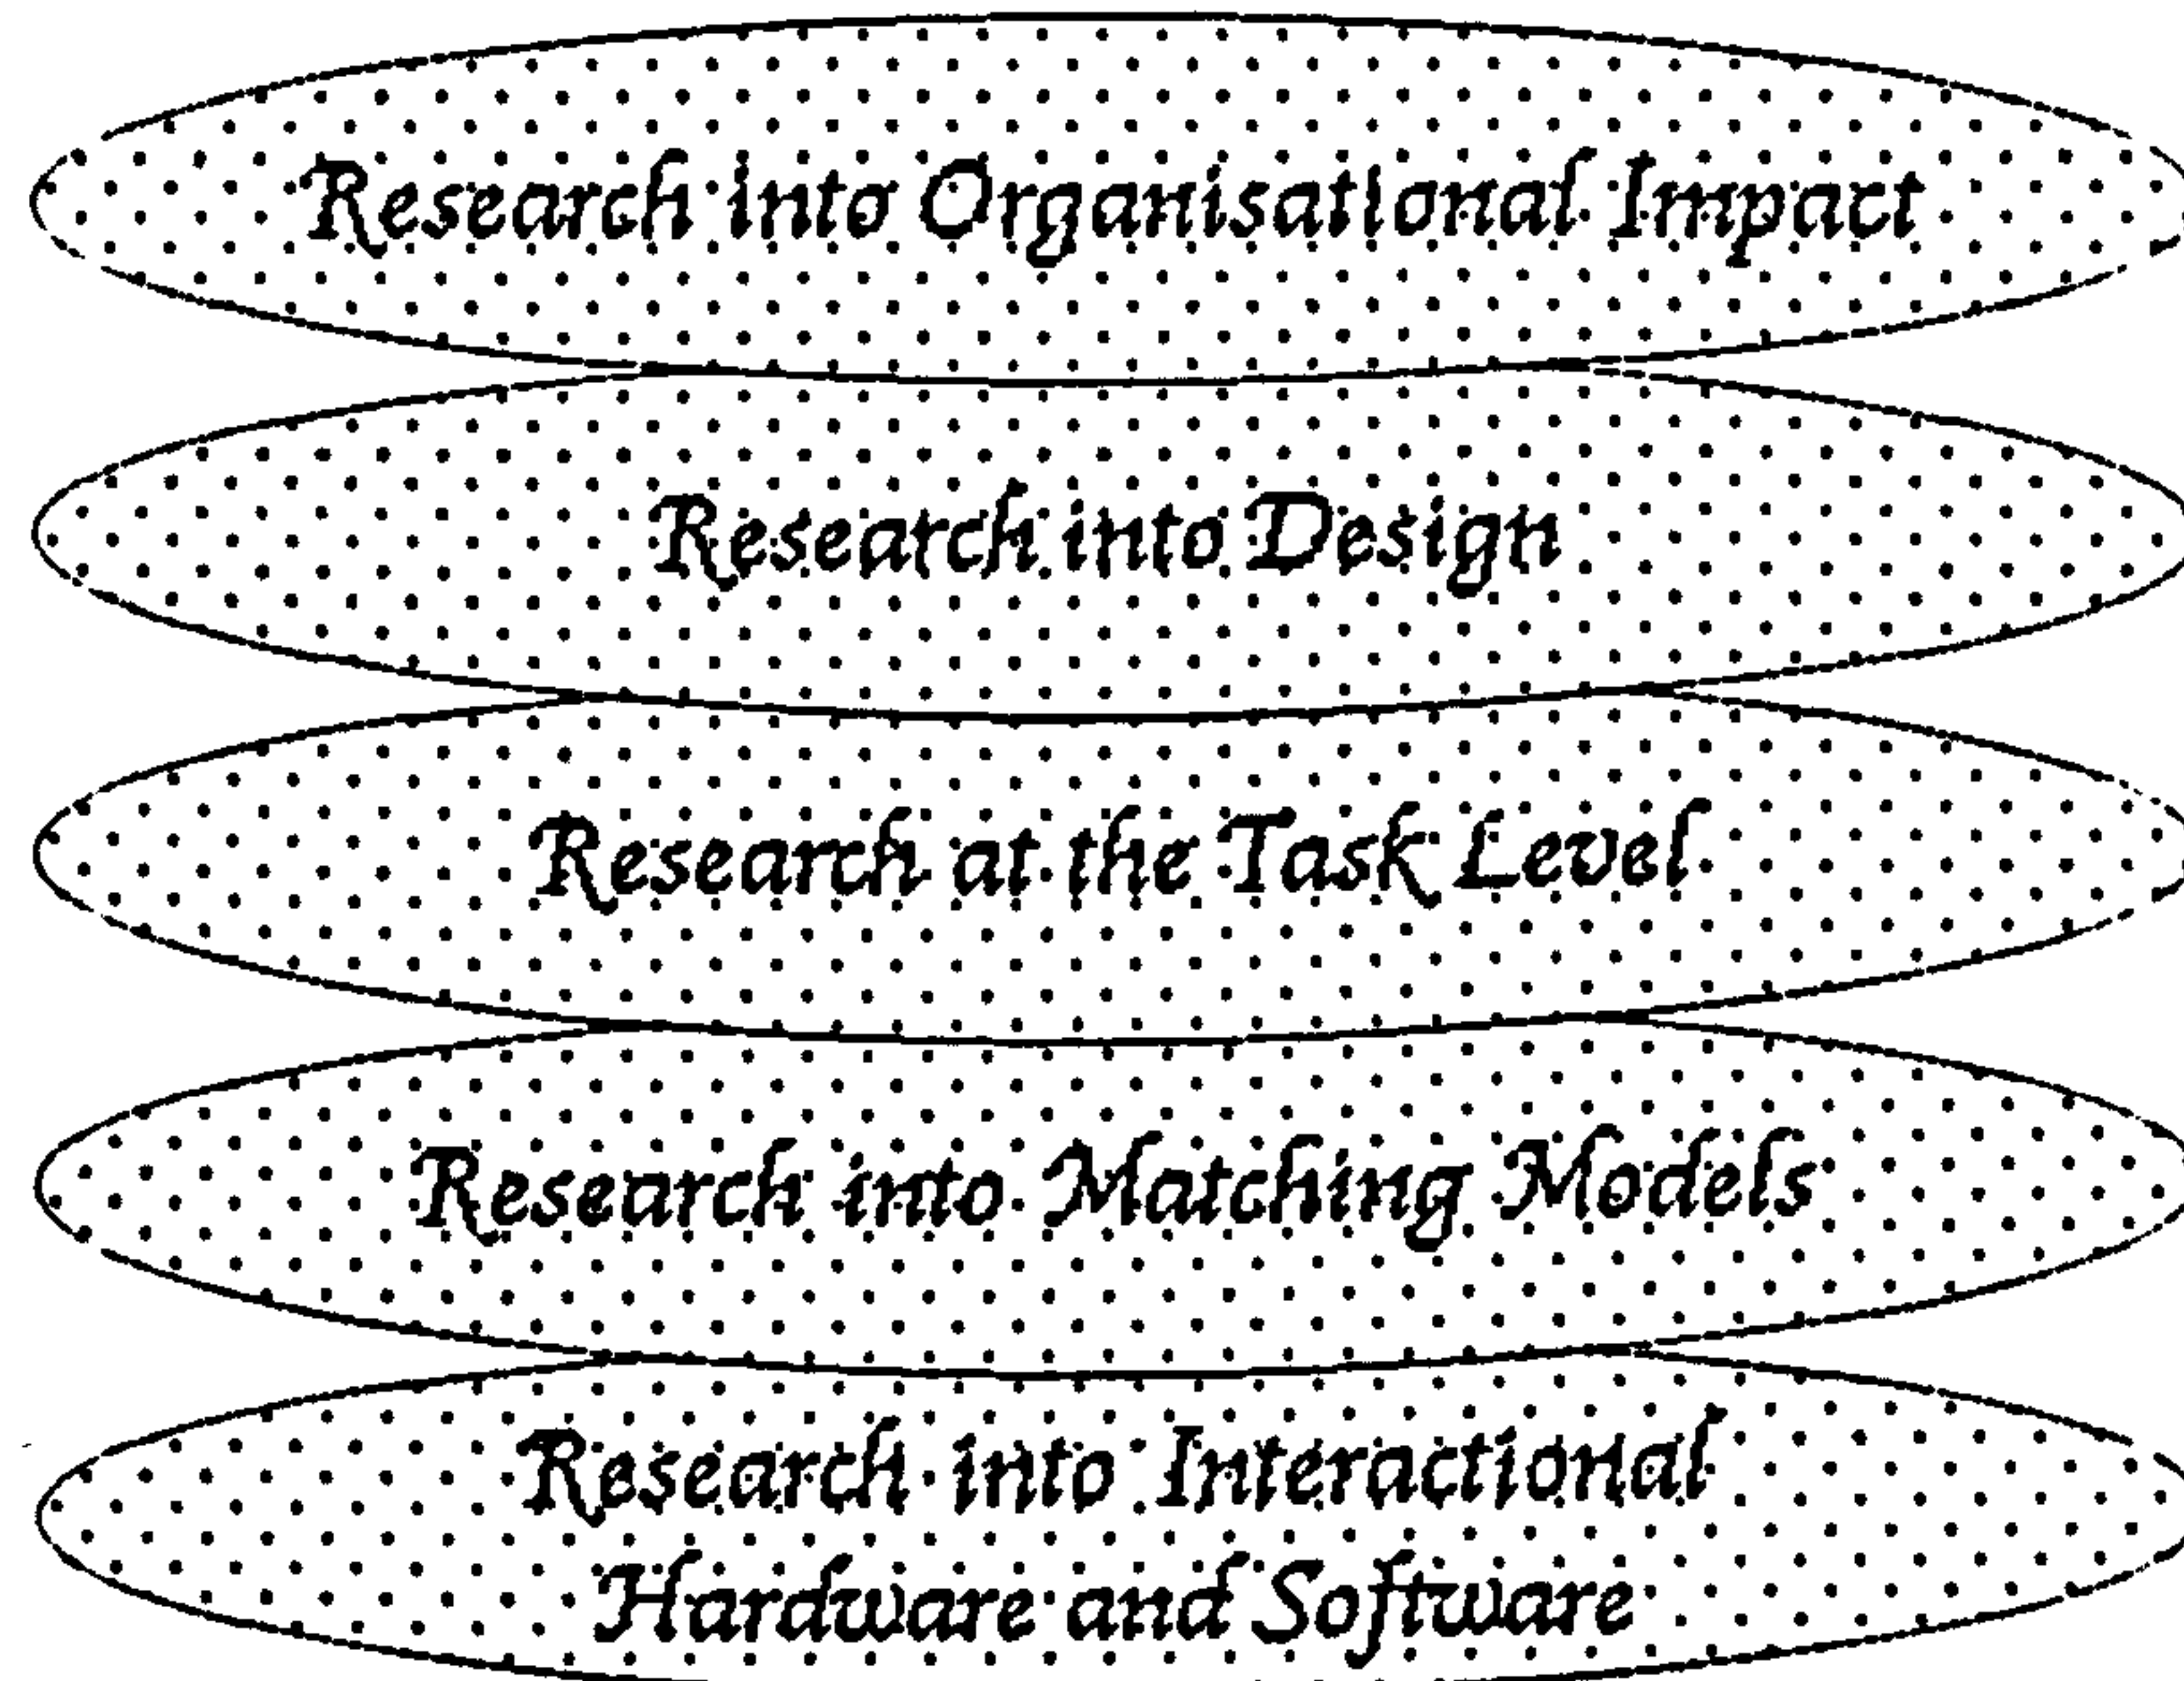 Research into Organisational Impact
Research into Design
Research at the Task Level
Research into Matching Models
Research into Interactional
Hardware and Software